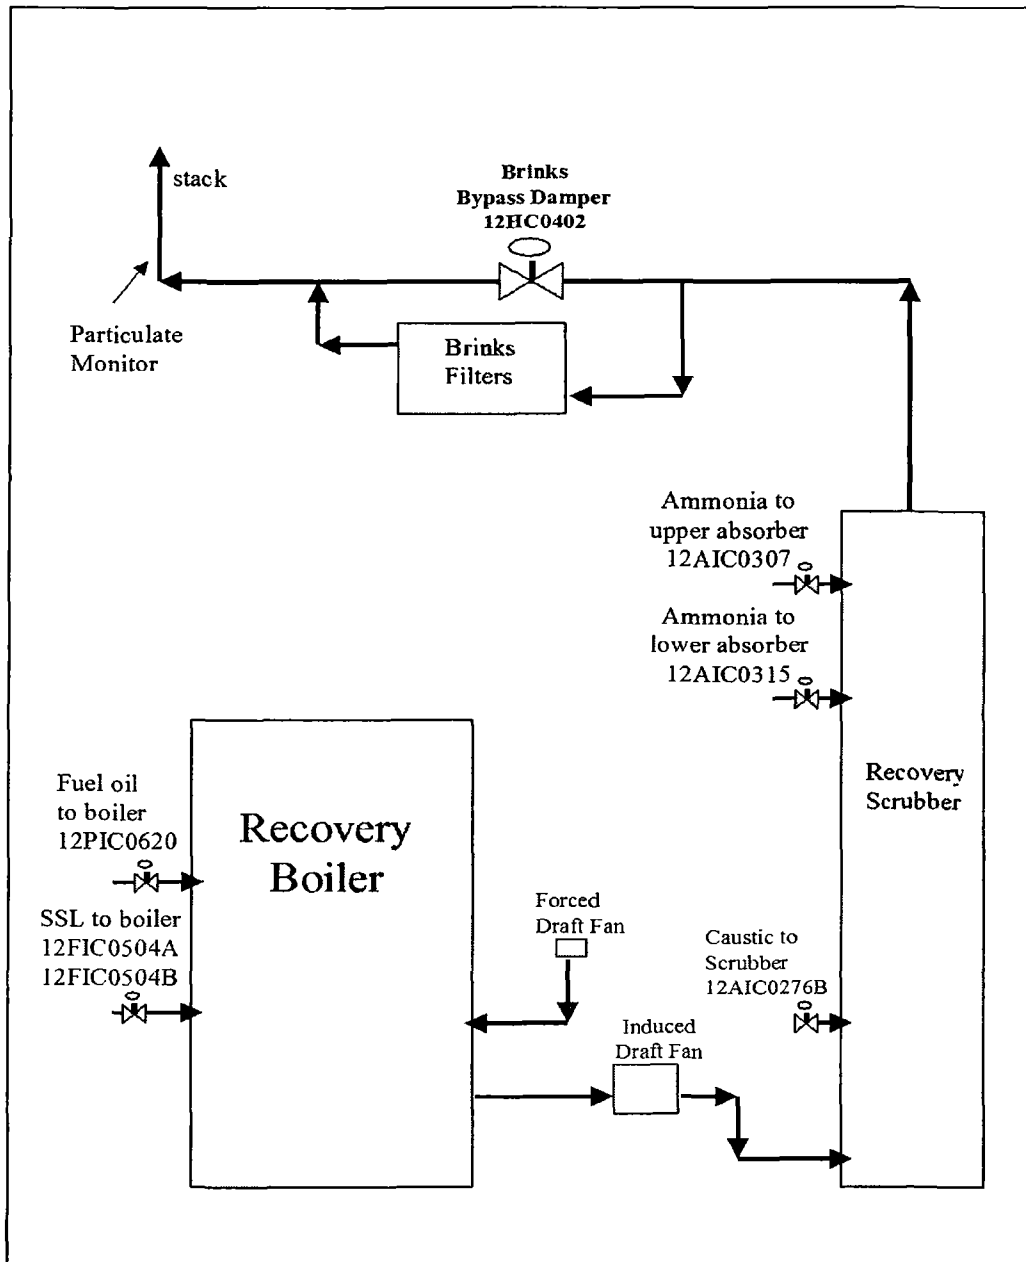 stack
Brinks
Bypass Damper
12HC0402
Particulate
Monitor
Brinks
Filters
Ammonia to
upper absorber
12AIC0307
Ammonia to
lower absorber
12AIC0315
Recovery
Scrubber
Fuel oil
to boiler
12PIC0620
Recovery
Boiler
SSL to boiler
12FIC0504A
12FIC0504B
Forced
Draft Fan
Caustic to
Scrubber
12AIC0276B
Induced
Draft Fan